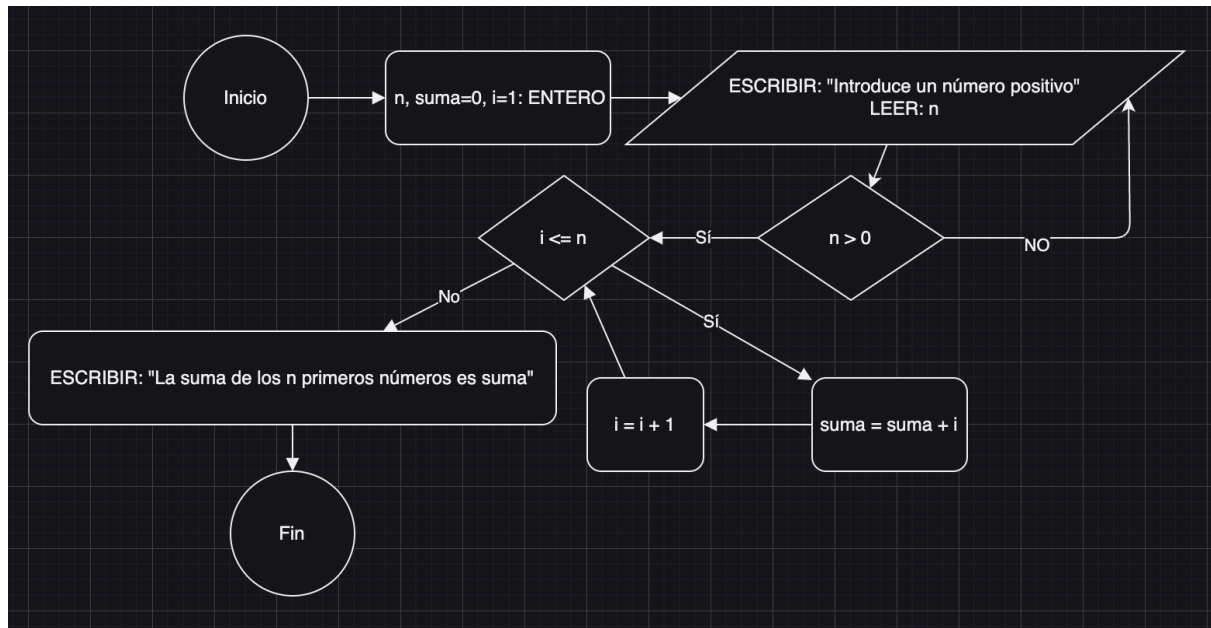 Inicio
n, suma=0, i=1: ENTERO
ESCRIBIR: "Introduce un número positivo"
LEER: n
n > 0
NO
Sí
i <= n
No
Sí
suma = suma + i
i = i + 1
ESCRIBIR: "La suma de los n primeros números es suma"
Fin